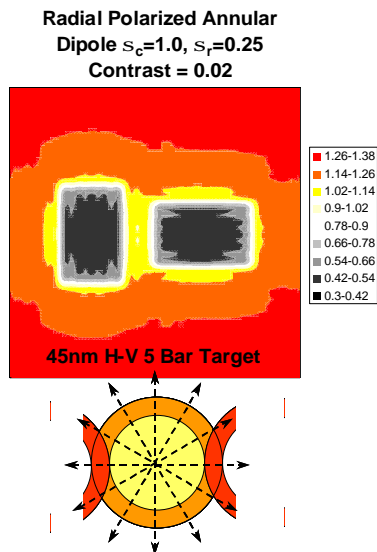 Radial Polarized Annular
Dipole sc=1.0, sr=0.25
Contrast = 0.02
1.26-1.38
1.14-1.26
1.02-1.14
0.9-1.02
0.78-0.9
0.66-0.78
0.54-0.66
0.42-0.54
0.3-0.42
45nm H-V 5 Bar Target